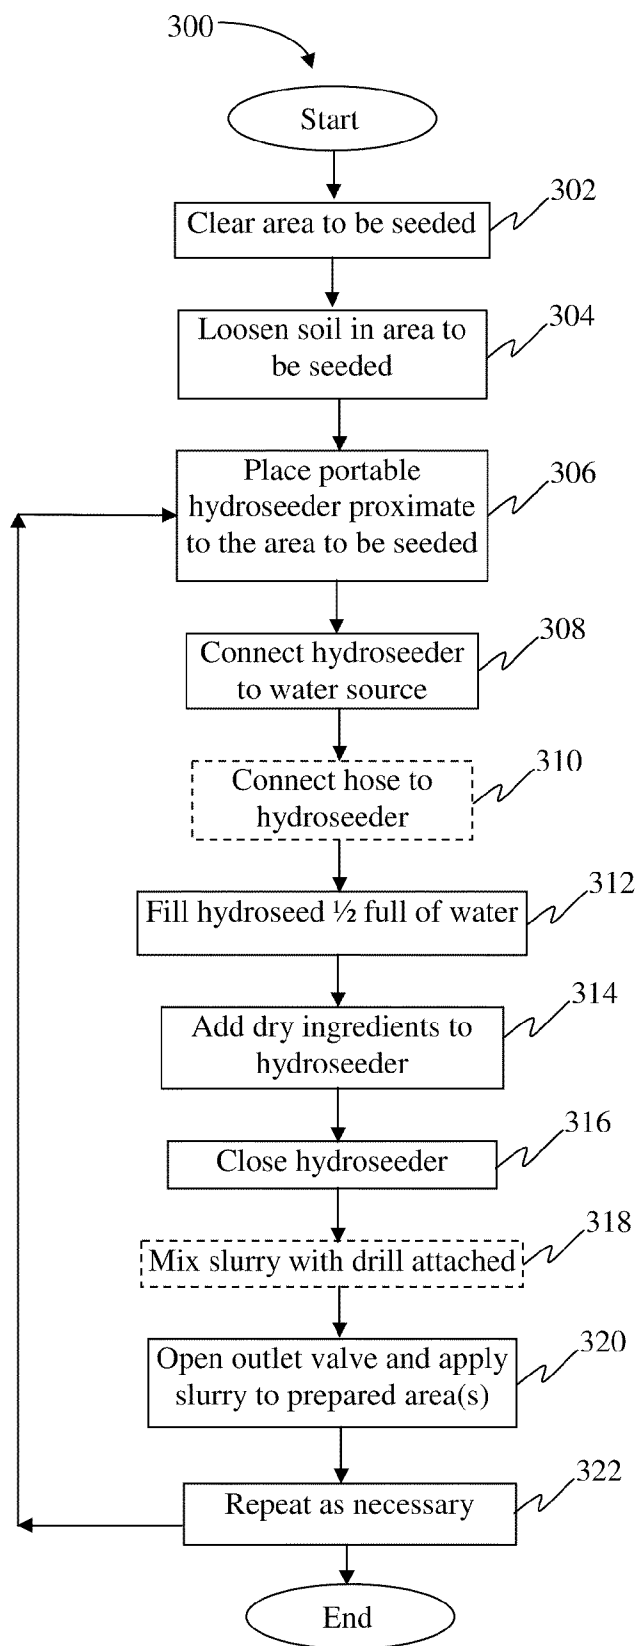 300
Start
302
Clear area to be seeded
304
Loosen soil in area to
be seeded
306
Place portable
hydroseeder proximate
to the area to be seeded
308
Connect hydroseeder
to water source
310
Connect hose to
hydroseeder
312
Fill hydroseed ½ full of water
314
Add dry ingredients to
hydroseeder
316
Close hydroseeder
318
Mix slurry with drill attached
320
Open outlet valve and apply
slurry to prepared area(s)
322
Repeat as necessary
End